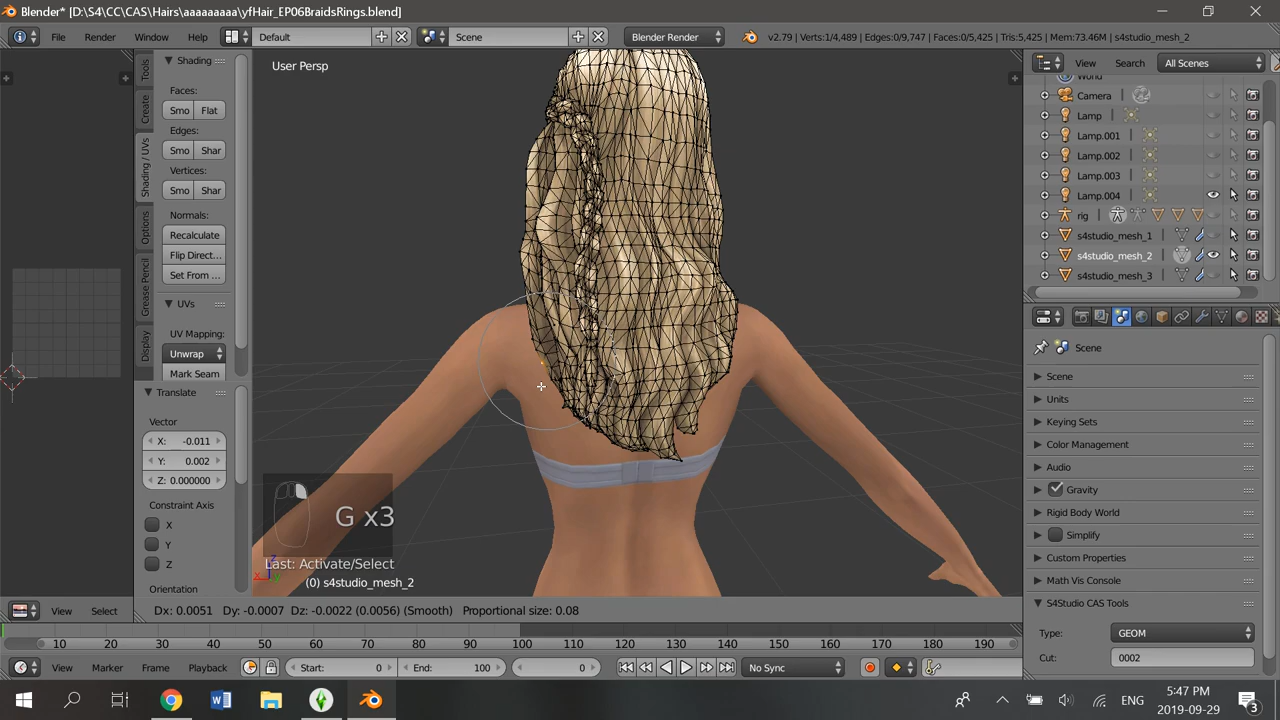 Blender* [D:\S4\CC\CAS\Hairs\aaaaaaaaa\yfHair_EP06BraidsRings.blend]
File Render Window Help Default Scene Blender Render v2.79 | Verts:1/4,489 | Edges:0/9,747 | Faces:0/5,425 | Tris:5,425 | Mem:73.46M | s4studio_mesh_2
Shading
Faces:
Smo Flat
Edges:
Smo Shar
Vertices:
Smo Shar
Normals:
Recalculate
Flip Direct...
Set From ...
UVs
UV Mapping:
Unwrap
Mark Seam
Tools
Create
Shading / UVs
Options
Grease Pencil
Display
Translate
Vector
X: -0.011
Y: 0.002
Z: 0.000000
Constraint Axis
X
Y
Z
Orientation
User Persp
G x3
Last: Activate/Select
(0) s4studio_mesh_2
View Search All Scenes
World
Camera
Lamp
Lamp.001
Lamp.002
Lamp.003
Lamp.004
rig
s4studio_mesh_1
s4studio_mesh_2
s4studio_mesh_3
Scene
Scene
Units
Keying Sets
Color Management
Audio
Gravity
Rigid Body World
Simplify
Custom Properties
Math Vis Console
S4Studio CAS Tools
Type: GEOM
Cut: 0002
View Select Dx: 0.0051 Dy: -0.0007 Dz: -0.0022 (0.0056) (Smooth) Proportional size: 0.08
10 20 30 40 50 60 70 80 90 100 110 120 130 140 150 160 170 180 190
View Marker Frame Playback Start: 0 End: 100 0 No Sync
ENG
5:47 PM
2019-09-29
3